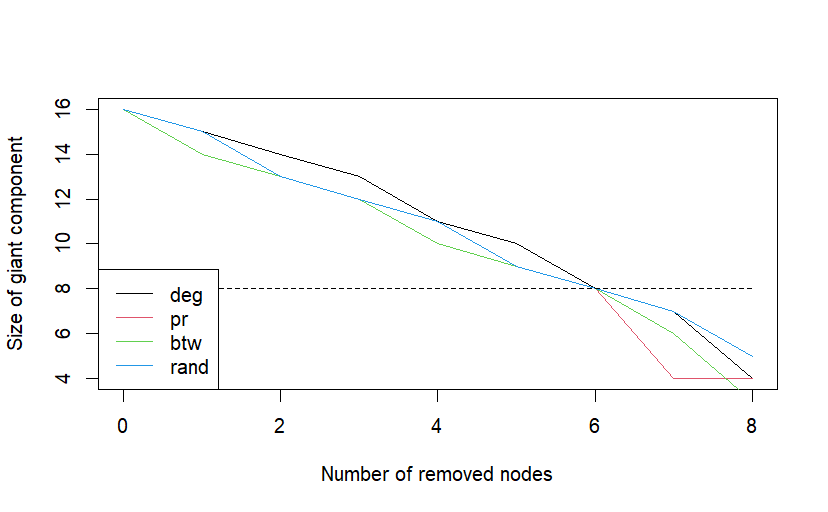 Size of giant component
16
14
12
10
8
6
4
deg
pr
btw
rand
0 2 4 6 8
Number of removed nodes